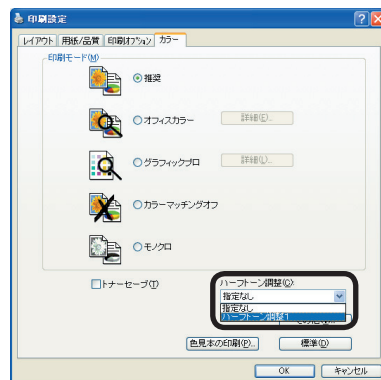 印刷設定
レイアウト 用紙/品質 印刷オプション カラー
印刷モード(M)
推奨
オフィスカラー 詳細(E)...
グラフィックプロ 詳細(L)...
カラーマッチングオフ
モノクロ
トナーセーブ(T)
ハーフトーン調整(C):
指定なし
指定なし
ハーフトーン調整1
色見本の印刷(P)... 標準(D)
OK キャンセル